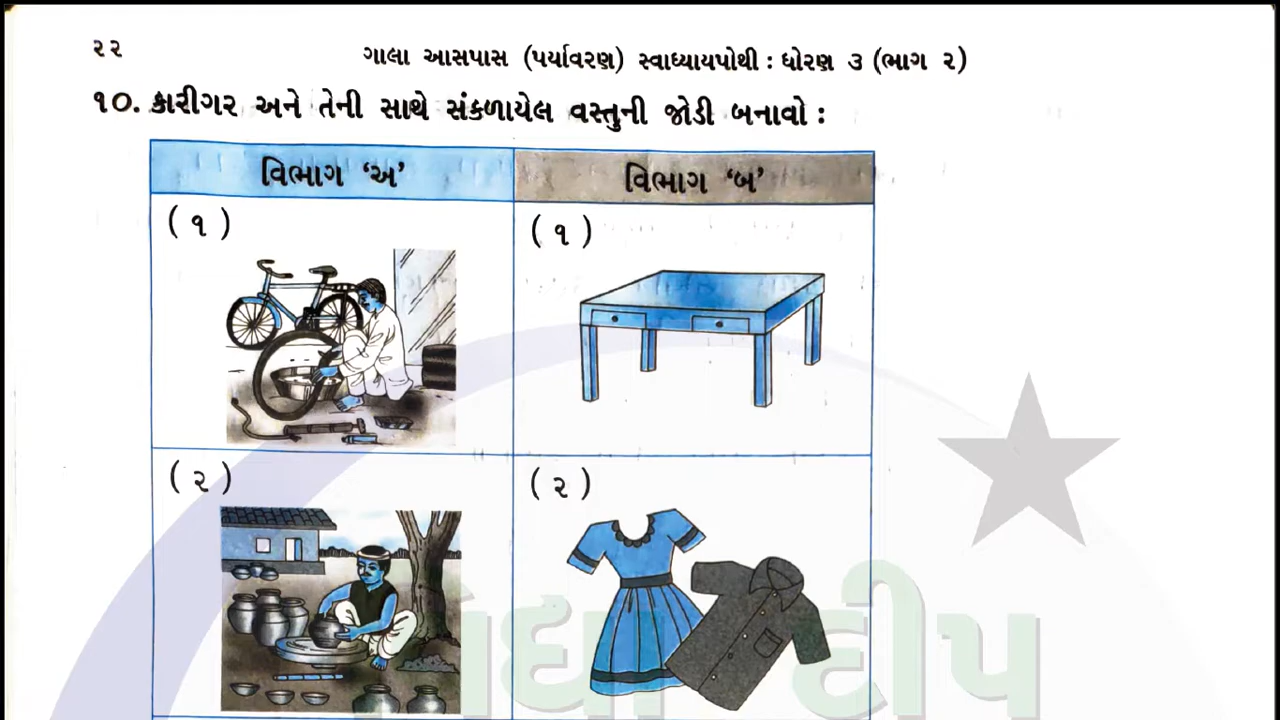 ૨૨
ગાલા આસપાસ (પર્યાવરણ) સ્વાધ્યાયપોથી : ધોરણ ૩ (ભાગ ૨)
૧૦. કારીગર અને તેની સાથે સંકળાયેલ વસ્તુની જોડી બનાવો :
વિભાગ ‘અ’
વિભાગ ‘બ’
(૧)
(૧)
(૨)
(૨)
દીપ